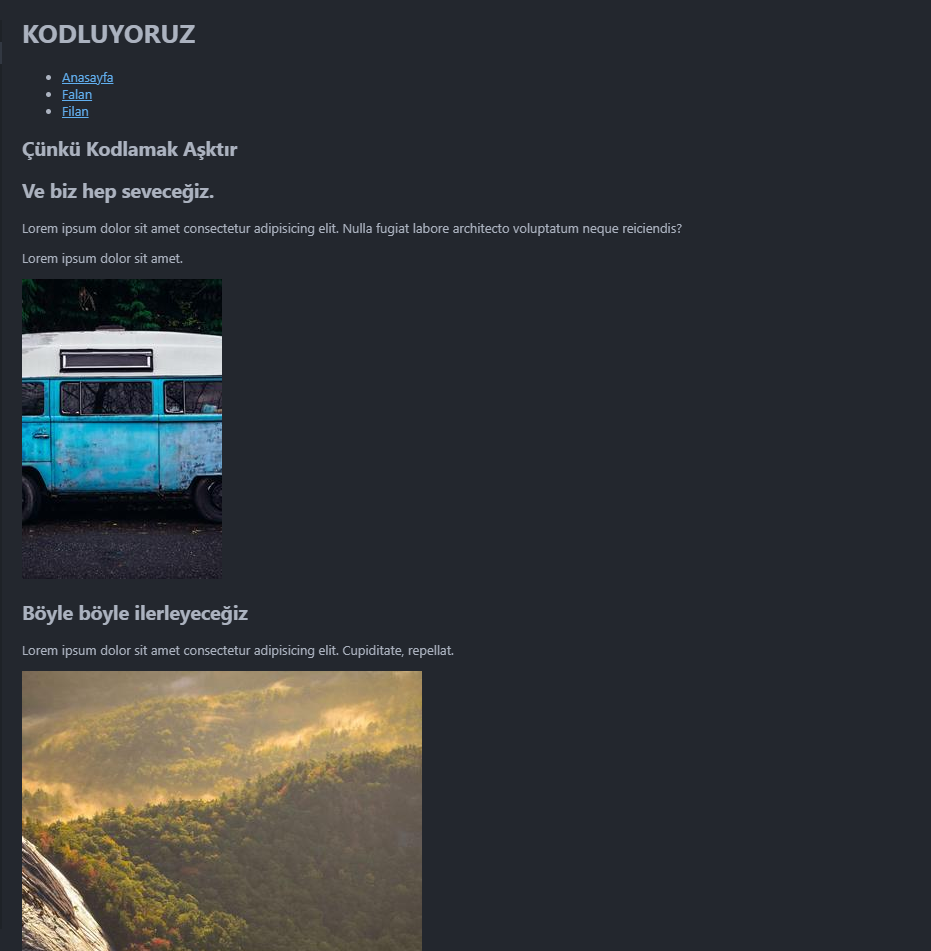 KODLUYORUZ
Anasayfa
Falan
Filan
Çünkü Kodlamak Aşktır
Ve biz hep seveceğiz.
Lorem ipsum dolor sit amet consectetur adipisicing elit. Nulla fugiat labore architecto voluptatum neque reiciendis?
Lorem ipsum dolor sit amet.
Böyle böyle ilerleyeceğiz
Lorem ipsum dolor sit amet consectetur adipisicing elit. Cupiditate, repellat.